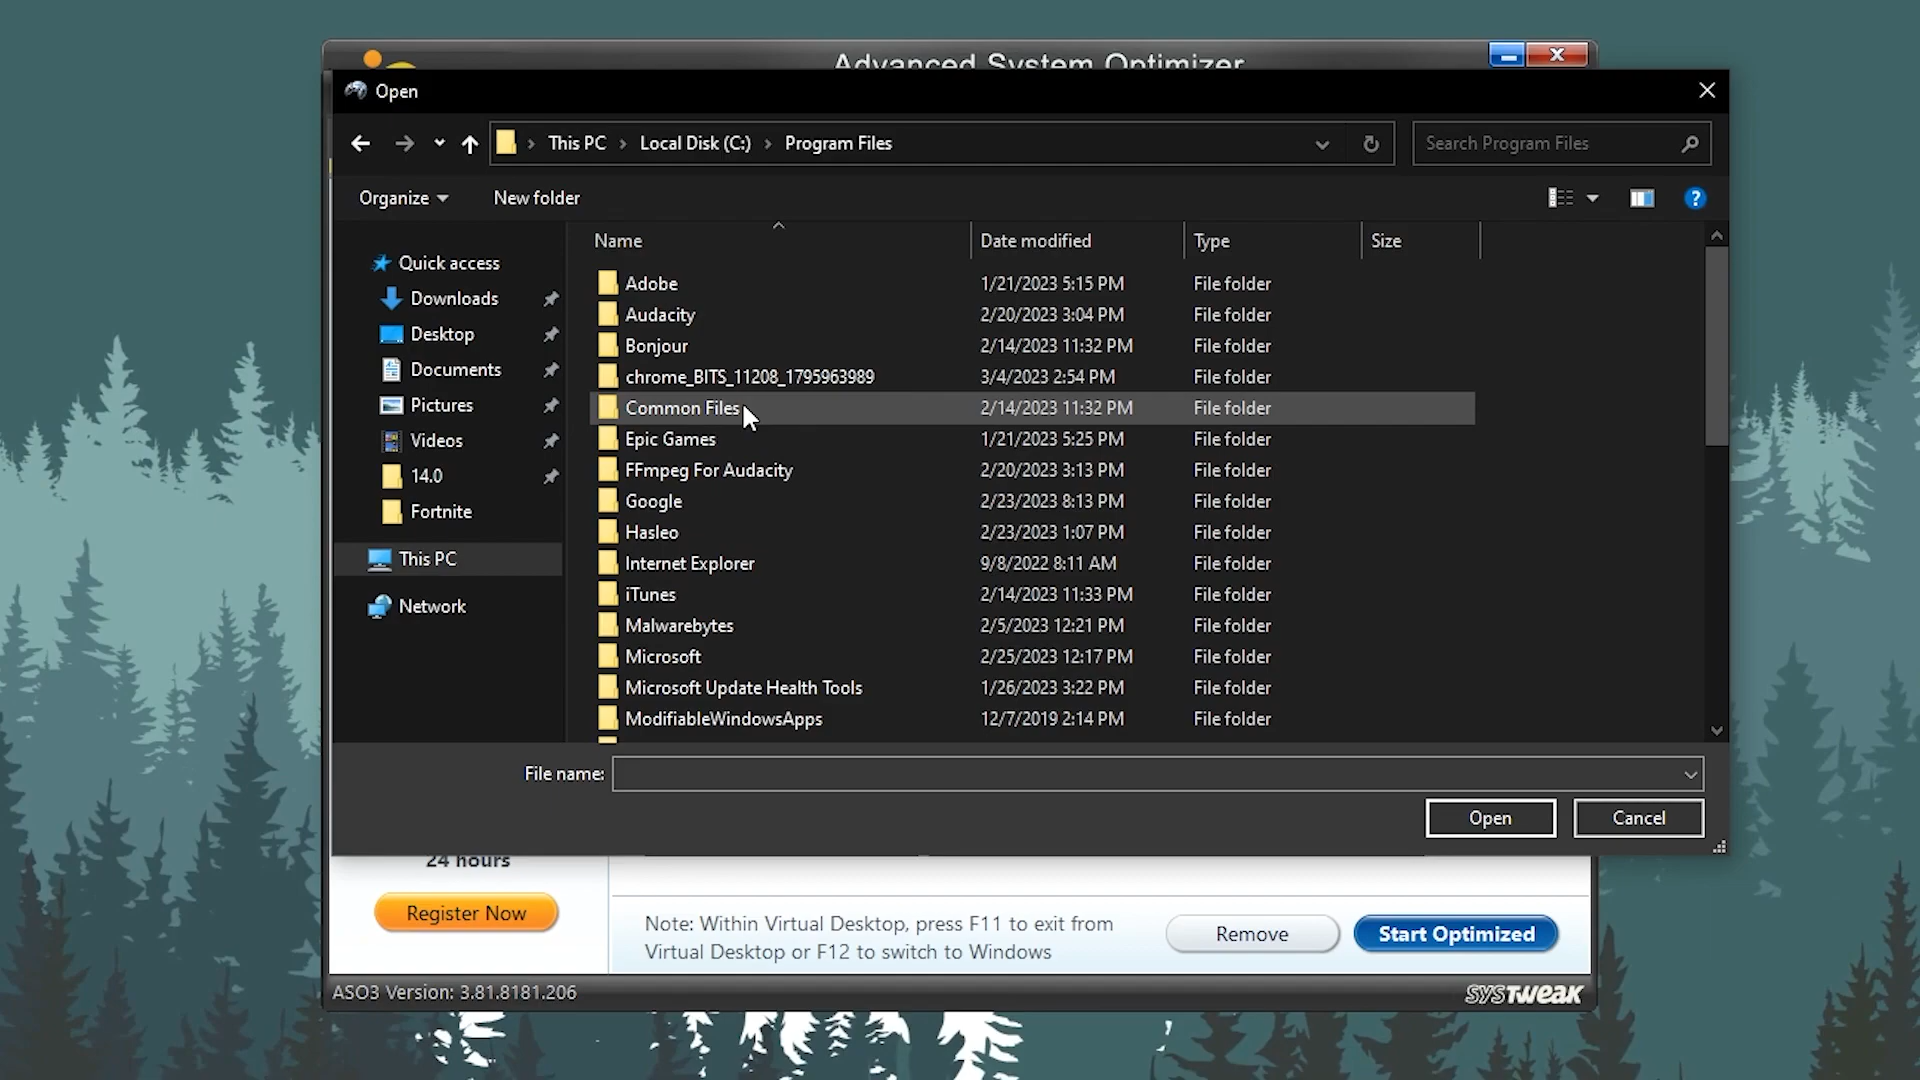 Advanced System Optimizer
Open
This PC
Local Disk (C:)
Program Files
Search Program Files
Organize
New folder
Name
Date modified
Type
Size
Quick access
Downloads
Desktop
Documents
Pictures
Videos
14.0
Fortnite
This PC
Network
Adobe 1/21/2023 5:15 PM File folder
Audacity 2/20/2023 3:04 PM File folder
Bonjour 2/14/2023 11:32 PM File folder
chrome_BITS_11208_1795963989 3/4/2023 2:54 PM File folder
Common Files 2/14/2023 11:32 PM File folder
Epic Games 1/21/2023 5:25 PM File folder
FFmpeg For Audacity 2/20/2023 3:13 PM File folder
Google 2/23/2023 8:13 PM File folder
Hasleo 2/23/2023 1:07 PM File folder
Internet Explorer 9/8/2022 8:11 AM File folder
iTunes 2/14/2023 11:33 PM File folder
Malwarebytes 2/5/2023 12:21 PM File folder
Microsoft 2/25/2023 12:17 PM File folder
Microsoft Update Health Tools 1/26/2023 3:22 PM File folder
ModifiableWindowsApps 12/7/2019 2:14 PM File folder
File name:
Open
Cancel
24 hours
Register Now
Note: Within Virtual Desktop, press F11 to exit from
Virtual Desktop or F12 to switch to Windows
Remove
Start Optimized
ASO3 Version: 3.81.8181.206
SYSTWEAK